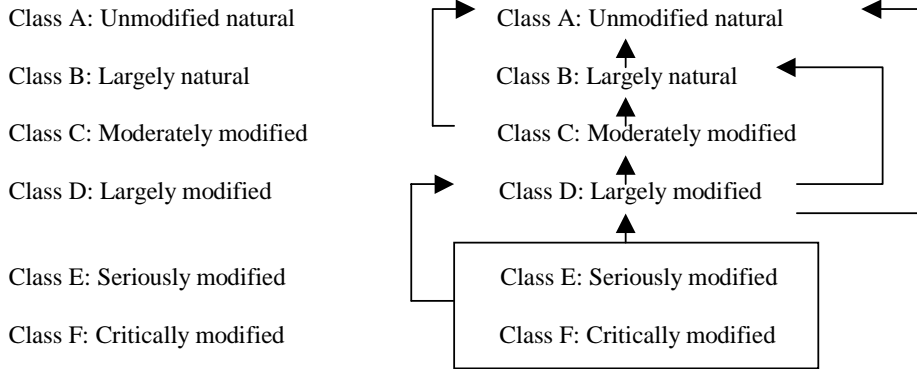 Class A: Unmodified natural
Class B: Largely natural
Class C: Moderately modified
Class D: Largely modified
Class E: Seriously modified
Class F: Critically modified
Class A: Unmodified natural
Class B: Largely natural
Class C: Moderately modified
Class D: Largely modified
Class E: Seriously modified
Class F: Critically modified